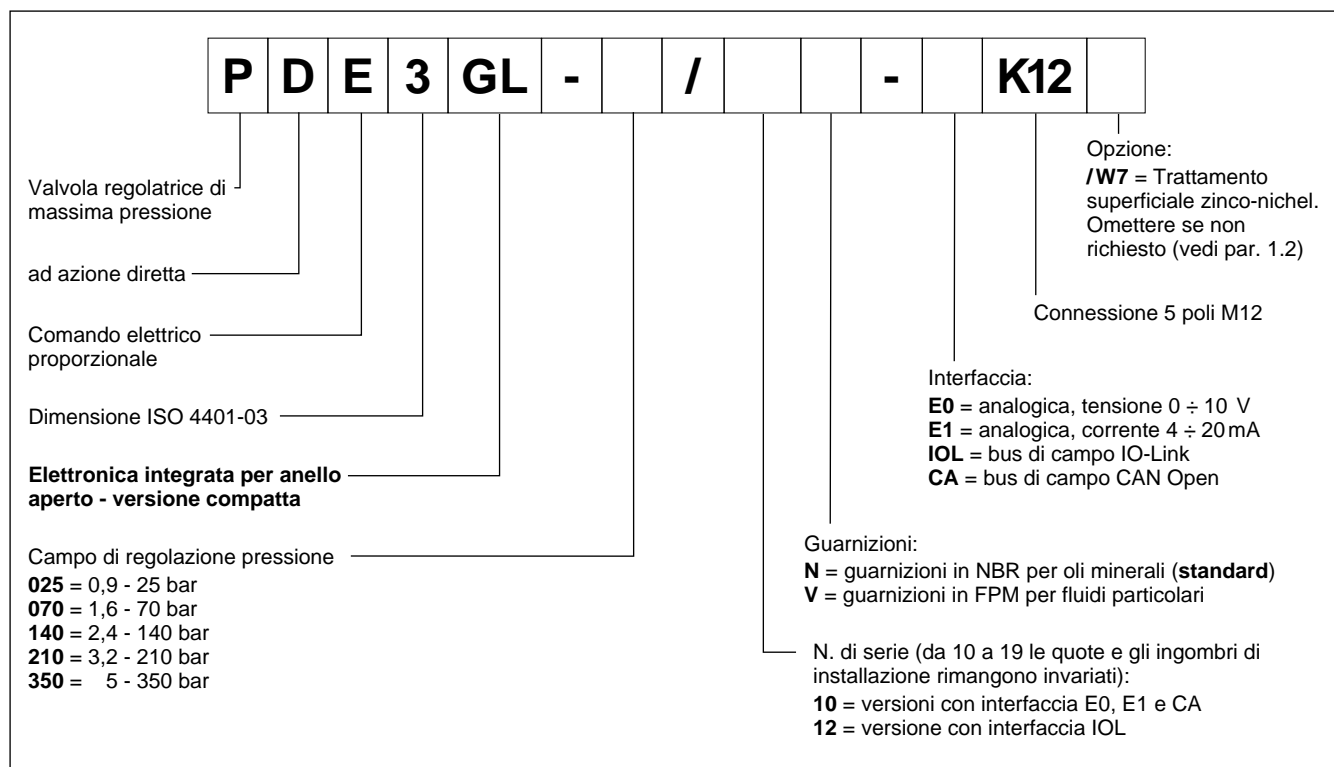 P D E 3 GL - / - K12
Valvola regolatrice di
massima pressione
ad azione diretta
Comando elettrico
proporzionale
Dimensione ISO 4401-03
Elettronica integrata per anello
aperto - versione compatta
Campo di regolazione pressione
025 = 0,9 - 25 bar
070 = 1,6 - 70 bar
140 = 2,4 - 140 bar
210 = 3,2 - 210 bar
350 = 5 - 350 bar
Opzione:
/W7 = Trattamento
superficiale zinco-nichel.
Omettere se non
richiesto (vedi par. 1.2)
Connessione 5 poli M12
Interfaccia:
E0 = analogica, tensione 0 ÷ 10 V
E1 = analogica, corrente 4 ÷ 20 mA
IOL = bus di campo IO-Link
CA = bus di campo CAN Open
Guarnizioni:
N = guarnizioni in NBR per oli minerali (standard)
V = guarnizioni in FPM per fluidi particolari
N. di serie (da 10 a 19 le quote e gli ingombri di
installazione rimangono invariati):
10 = versioni con interfaccia E0, E1 e CA
12 = versione con interfaccia IOL